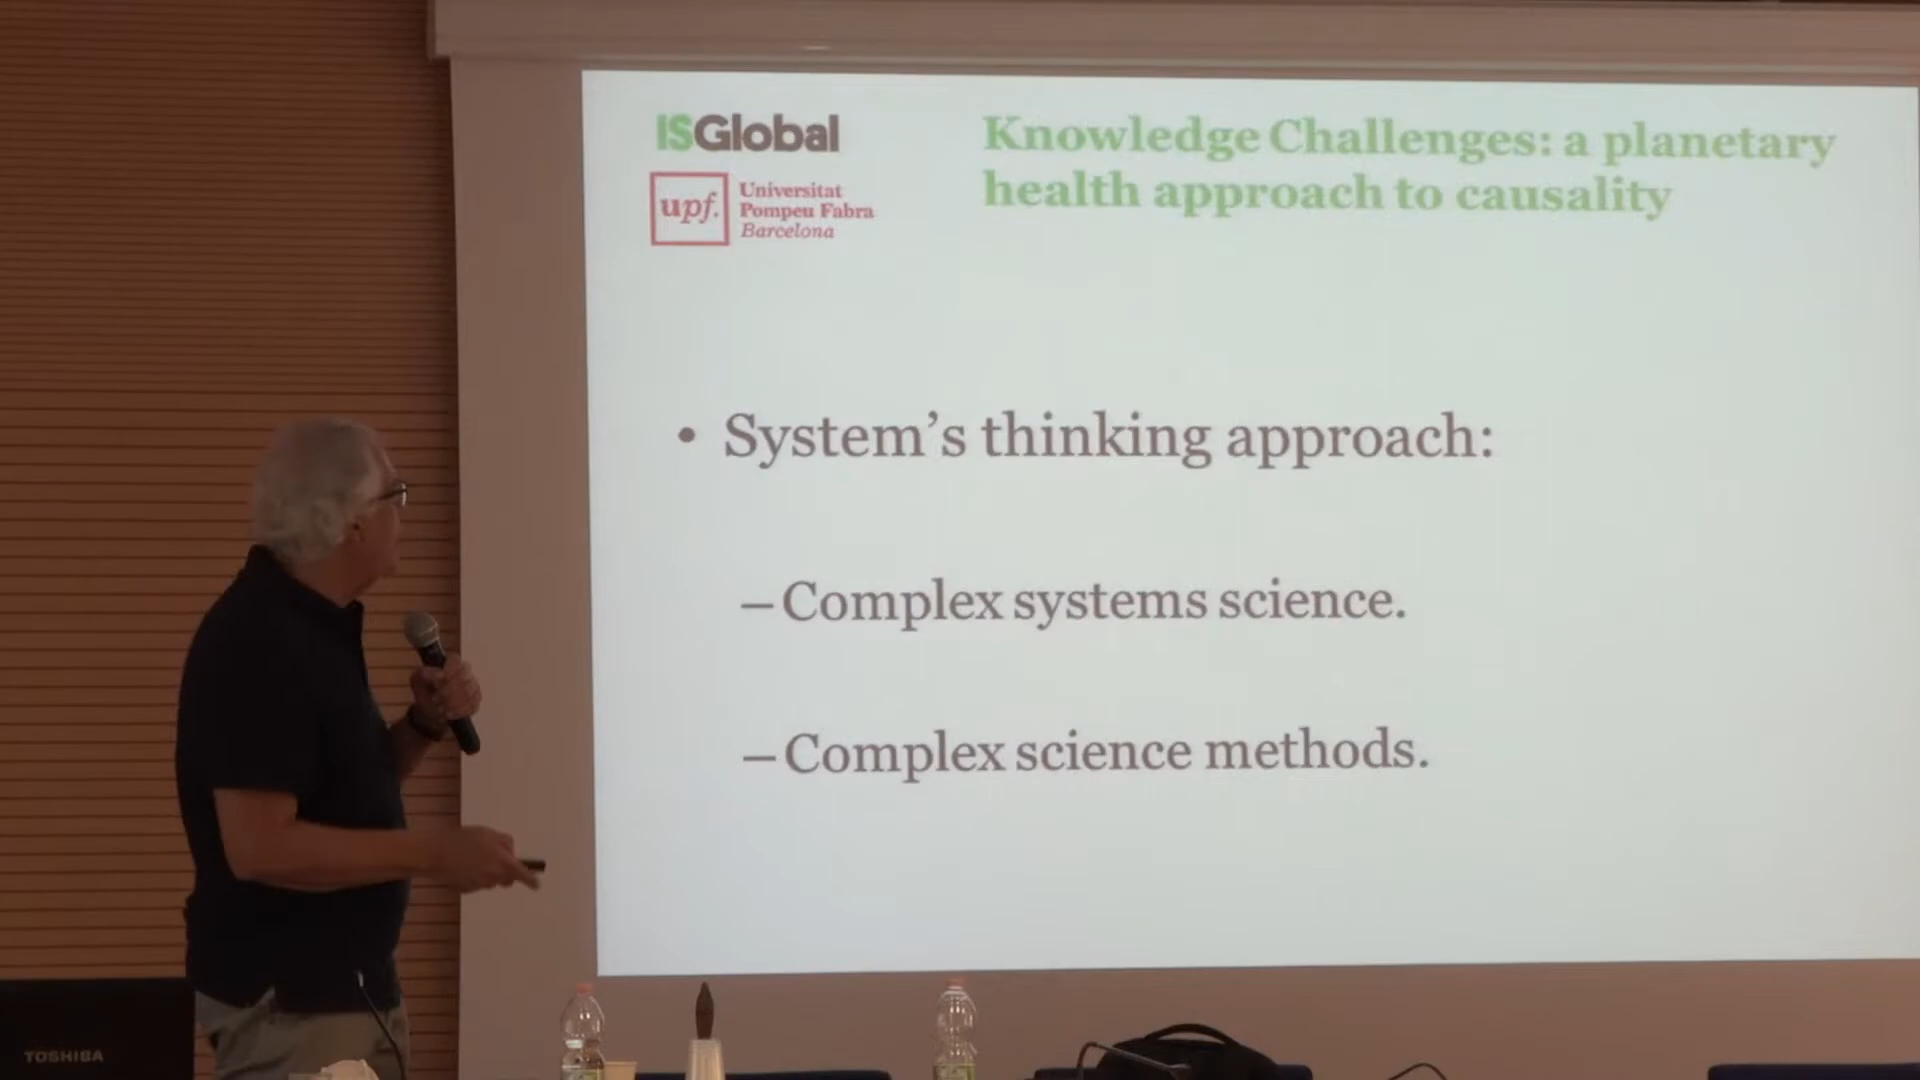 ISGlobal
upf.
Universitat
Pompeu Fabra
Barcelona
Knowledge Challenges: a planetary
health approach to causality
• System’s thinking approach:
– Complex systems science.
– Complex science methods.
TOSHIBA